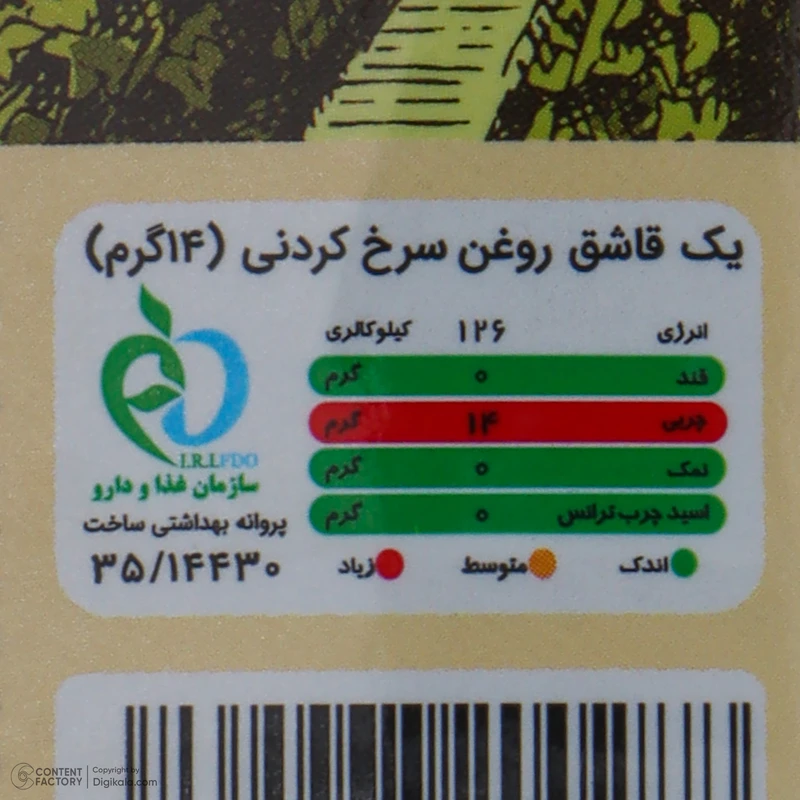 یک قاشق روغن سرخ کردنی (۱۴گرم)
انرژی ۱۲۶ کیلوکالری
قند ۰ گرم
چربی ۱۴ گرم
نمک ۰ گرم
اسید چرب ترانس ۰ گرم
اندک متوسط زیاد
I.R.I.FDO
سازمان غذا و دارو
پروانه بهداشتی ساخت
۳۵/۱۴۴۳۰
CONTENT FACTORY
Copyright by
Digikala.com